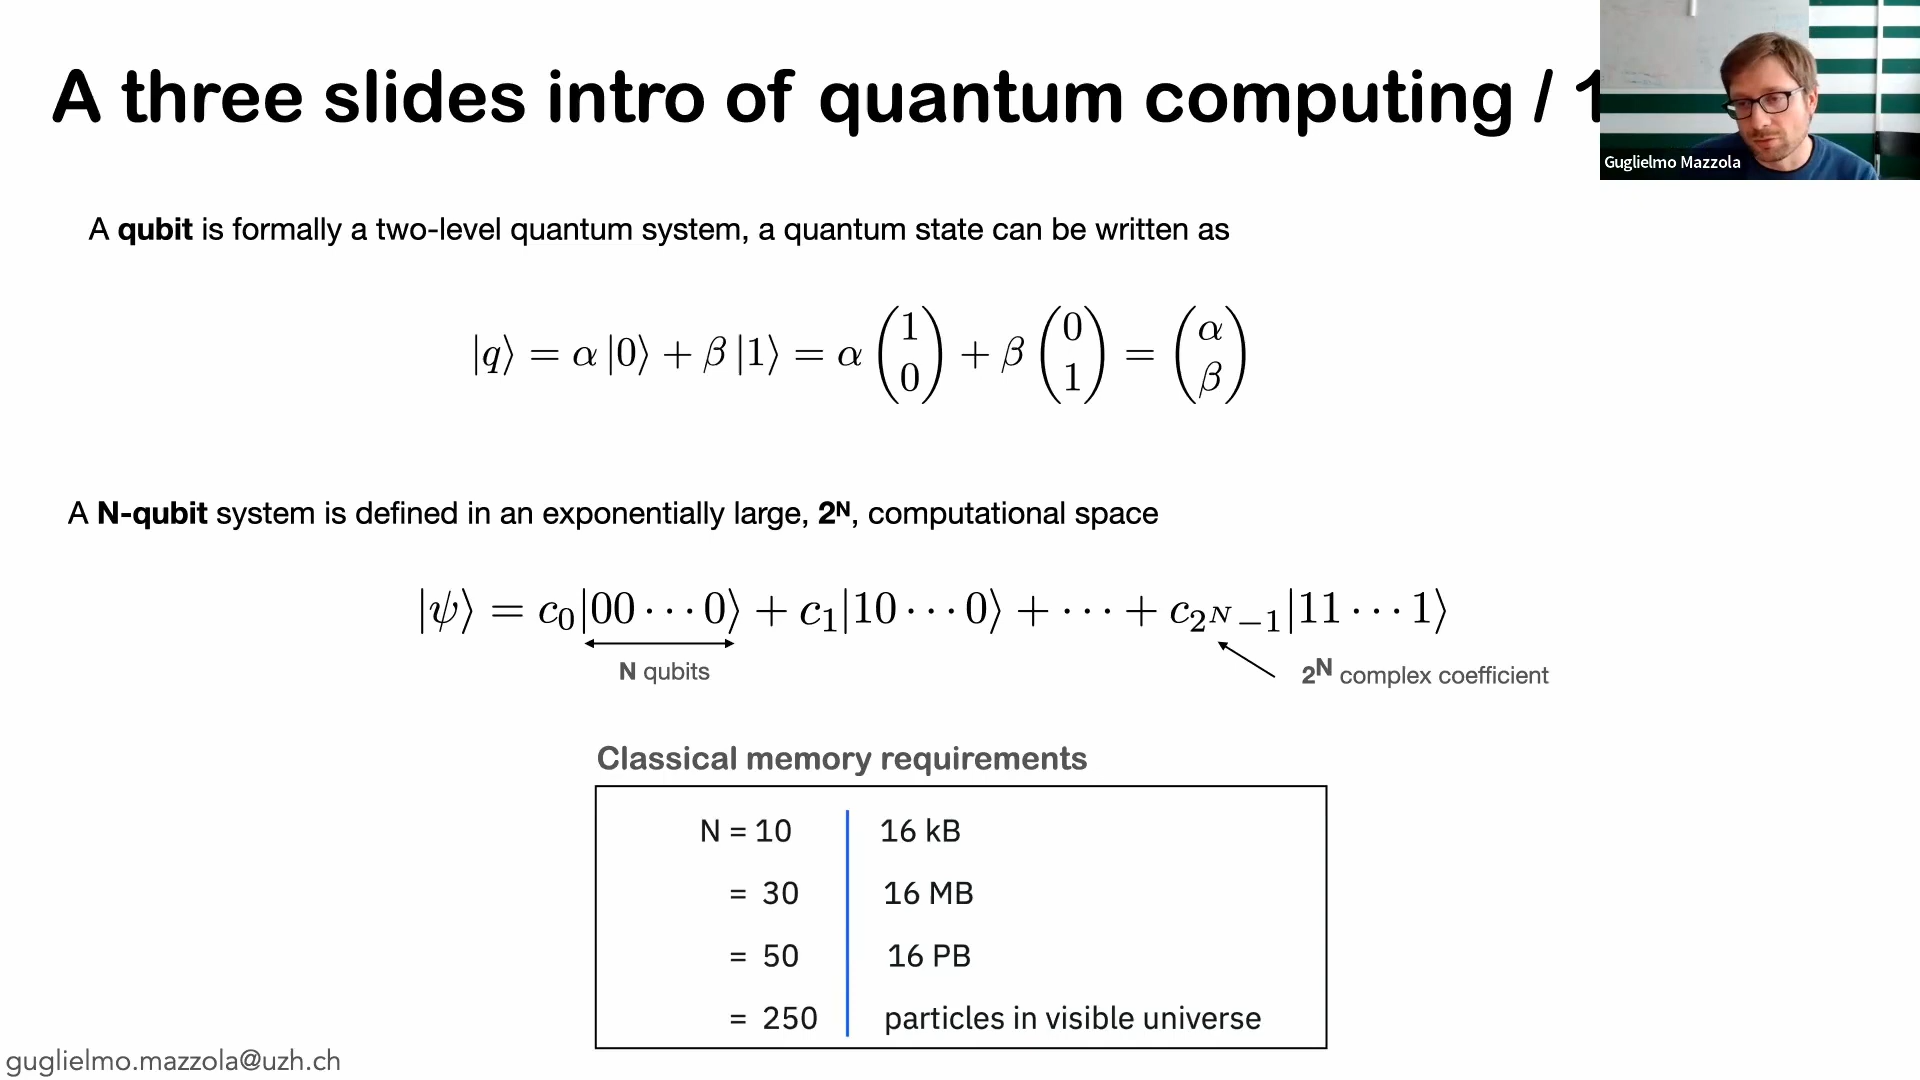 A three slides intro of quantum computing / 1
Guglielmo Mazzola
A qubit is formally a two-level quantum system, a quantum state can be written as
|q⟩ = α |0⟩ + β |1⟩ = α (1 0) + β (0 1) = (α β)
A N-qubit system is defined in an exponentially large, 2ᴺ, computational space
|ψ⟩ = c₀|00 ··· 0⟩ + c₁|10 ··· 0⟩ + ··· + c_{2^N −1}|11 ··· 1⟩
N qubits
2ᴺ complex coefficient
Classical memory requirements
N = 10 16 kB
= 30 16 MB
= 50 16 PB
= 250 particles in visible universe
guglielmo.mazzola@uzh.ch